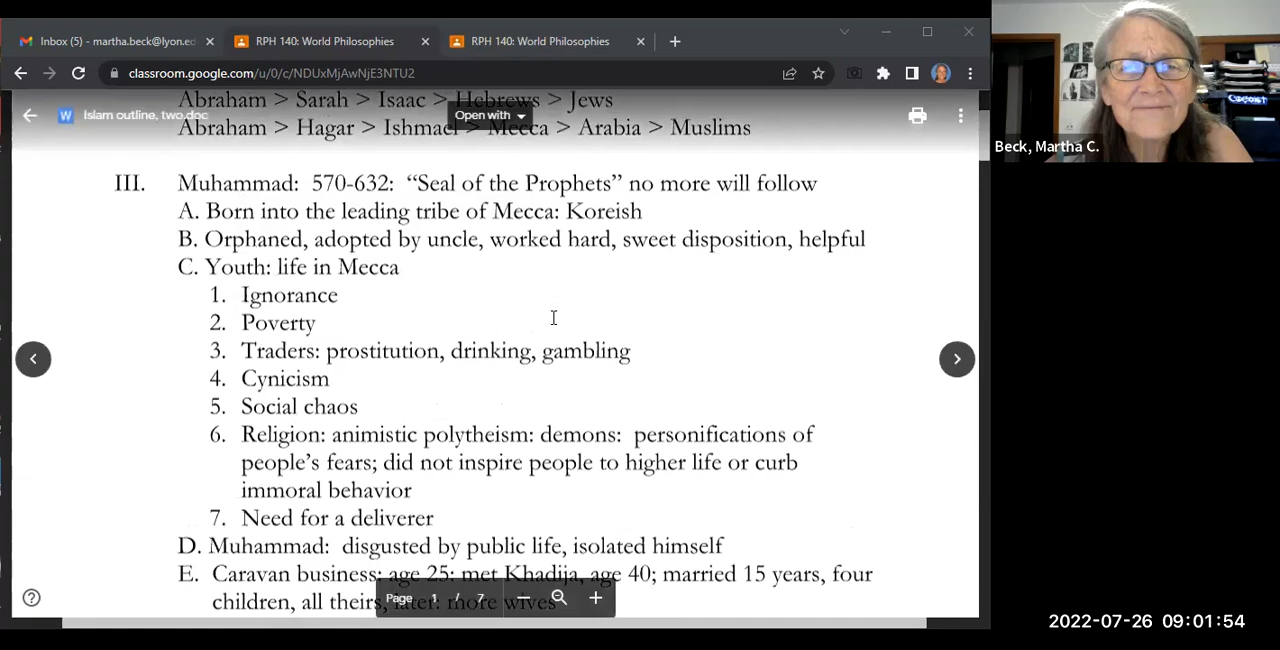 Inbox (5) - martha.beck@lyon.ed
RPH 140: World Philosophies
RPH 140: World Philosophies
classroom.google.com/u/0/c/NDUxMjAwNjE3NTU2
Abraham > Sarah > Isaac > Hebrews > Jews
Islam outline, two.doc
Open with
Abraham > Hagar > Ishmael > Mecca > Arabia > Muslims
Beck, Martha C.
III. Muhammad: 570-632: “Seal of the Prophets” no more will follow
A. Born into the leading tribe of Mecca: Koreish
B. Orphaned, adopted by uncle, worked hard, sweet disposition, helpful
C. Youth: life in Mecca
1. Ignorance
2. Poverty
3. Traders: prostitution, drinking, gambling
4. Cynicism
5. Social chaos
6. Religion: animistic polytheism: demons: personifications of
people’s fears; did not inspire people to higher life or curb
immoral behavior
7. Need for a deliverer
D. Muhammad: disgusted by public life, isolated himself
E. Caravan business: age 25: met Khadija, age 40; married 15 years, four
children, all theirs, later: more wives
Page 1 / 7
2022-07-26 09:01:54